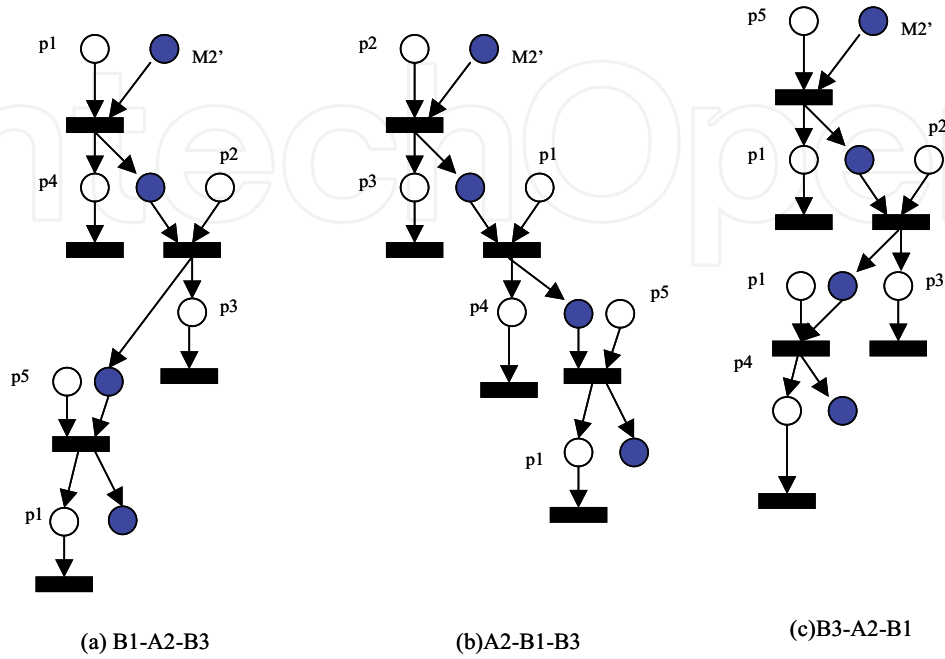 p1
M2'
p4
p2
p3
p5
p1
(a) B1-A2-B3
p2
M2'
p3
p1
p4
p5
p1
(b)A2-B1-B3
p5
M2'
p1
p2
p1
p3
p4
(c)B3-A2-B1